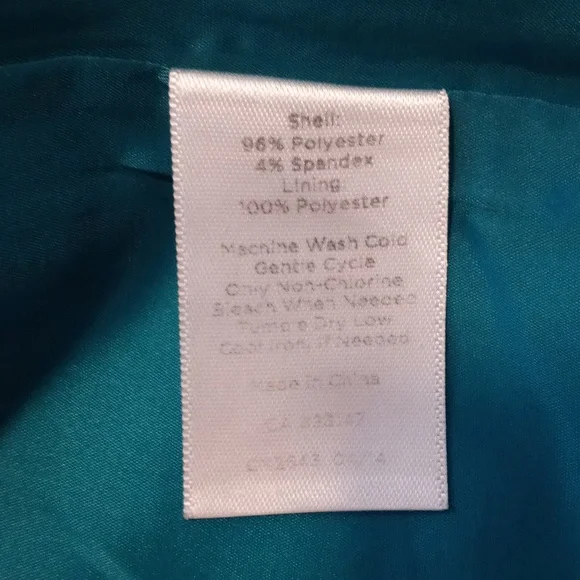 Shell:
96% Polyester
4% Spandex
Lining:
100% Polyester
Machine Wash Cold
Gentle Cycle
Only Non-Chlorine
Bleach When Needed
Tumble Dry Low
Cool Iron, If Needed
Made in China
CA